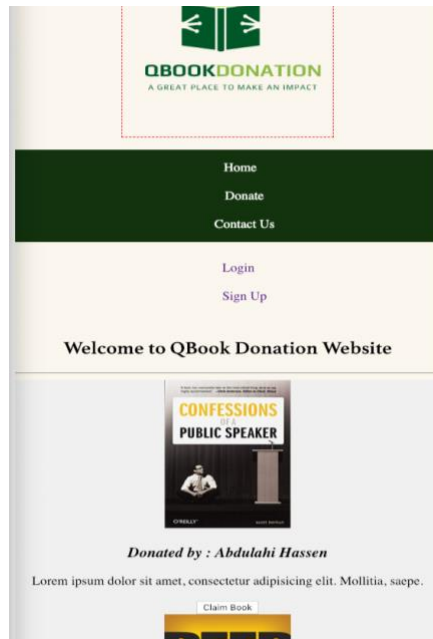 QBOOKDONATION
A GREAT PLACE TO MAKE AN IMPACT
Home
Donate
Contact Us
Login
Sign Up
Welcome to QBook Donation Website
CONFESSIONS
OF A
PUBLIC SPEAKER
O'REILLY
Donated by : Abdulahi Hassen
Lorem ipsum dolor sit amet, consectetur adipisicing elit. Mollitia, saepe.
Claim Book